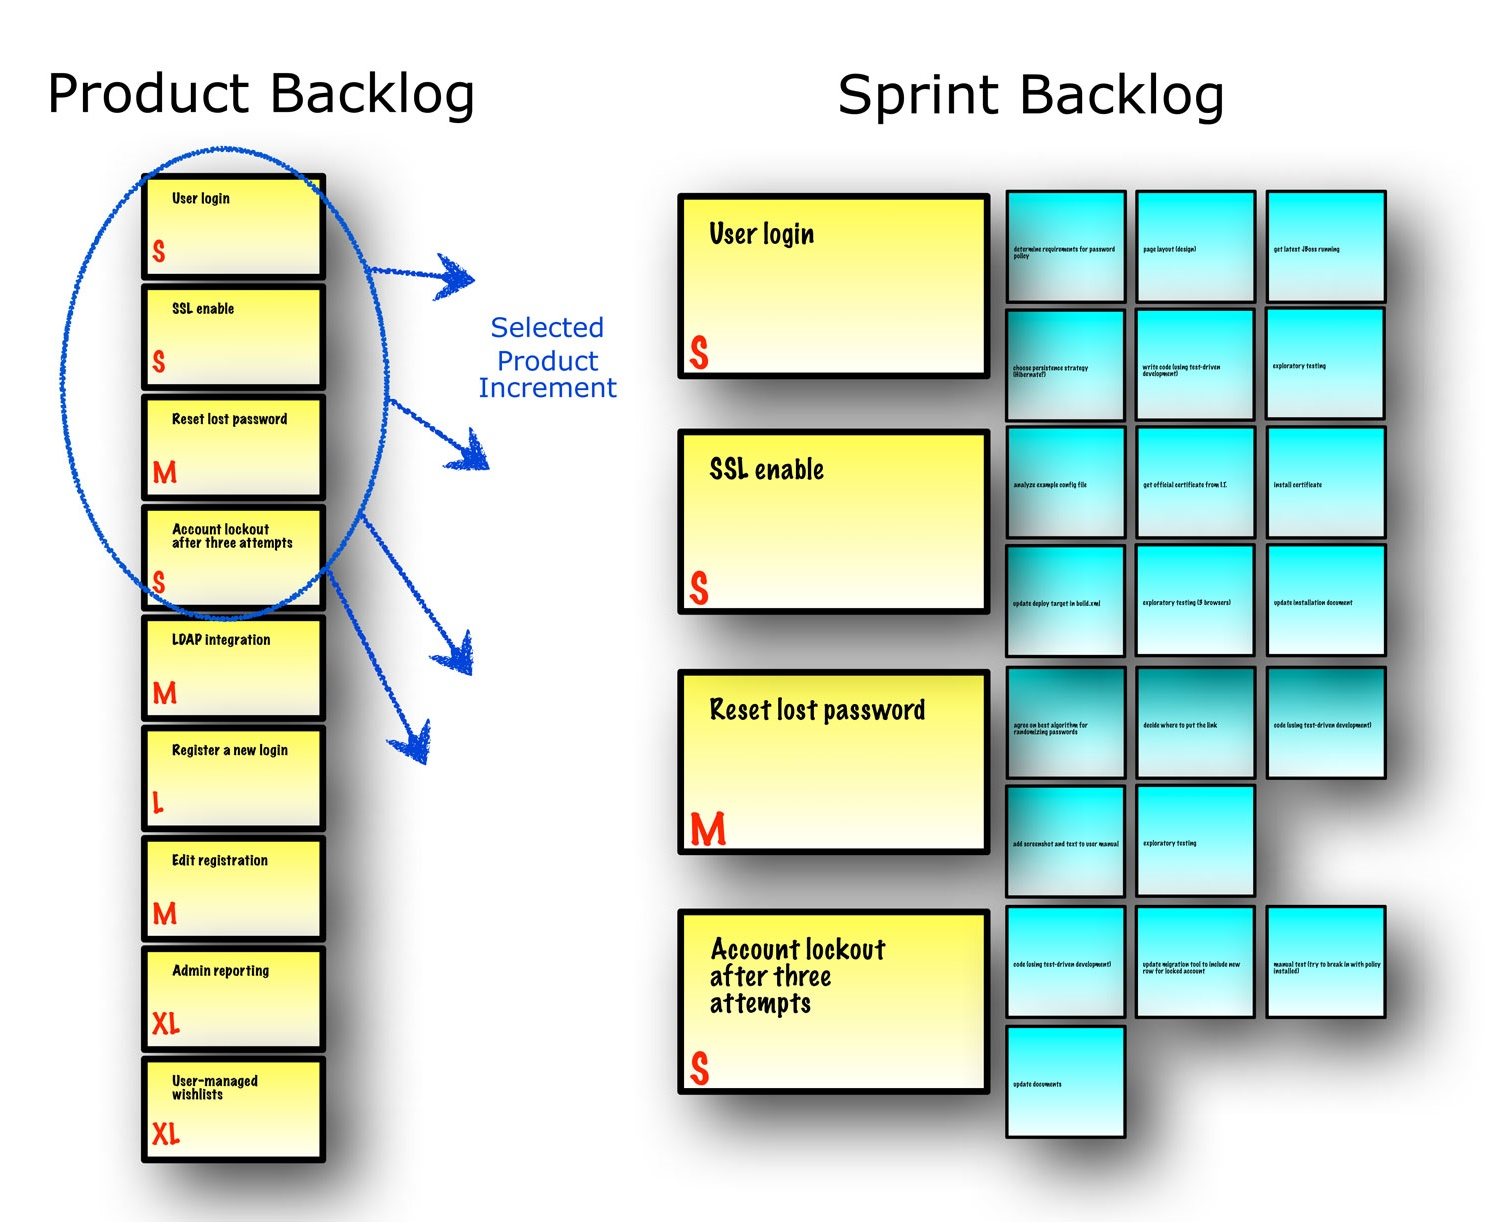 Product Backlog
User login
S
SSL enable
S
Reset lost password
M
Account lockout
after three attempts
S
LDAP integration
M
Register a new login
L
Edit registration
M
Admin reporting
XL
User-managed
wishlists
XL
Selected
Product
Increment
Sprint Backlog
User login
S
determine requirements for password
policy
page layout (design)
get latest JBoss running
choose persistence strategy
(Hibernate?)
write code (using test-driven
development)
exploratory testing
SSL enable
S
analyze example config file
get official certificate from I.T.
install certificate
update deploy target in build.xml
exploratory testing (3 browsers)
update installation document
Reset lost password
M
agree on best algorithm for
randomizing passwords
decide where to put the link
code (using test-driven development)
add screenshot and text to user manual
exploratory testing
Account lockout
after three
attempts
S
code (using test-driven development)
update migration tool to include new
row for locked account
manual test (try to break in with policy
installed)
update documents